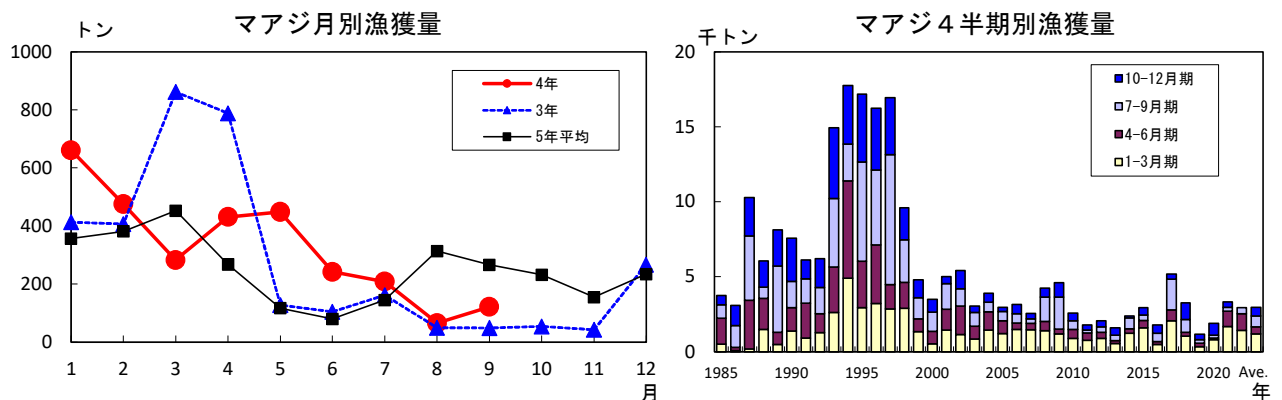 マアジ月別漁獲量
トン
1000
800
600
400
200
0
4年
3年
5年平均
1 2 3 4 5 6 7 8 9 10 11 12
月
マアジ４半期別漁獲量
千トン
20
15
10
5
0
10-12月期
7-9月期
4-6月期
1-3月期
1985 1990 1995 2000 2005 2010 2015 2020 Ave.
年